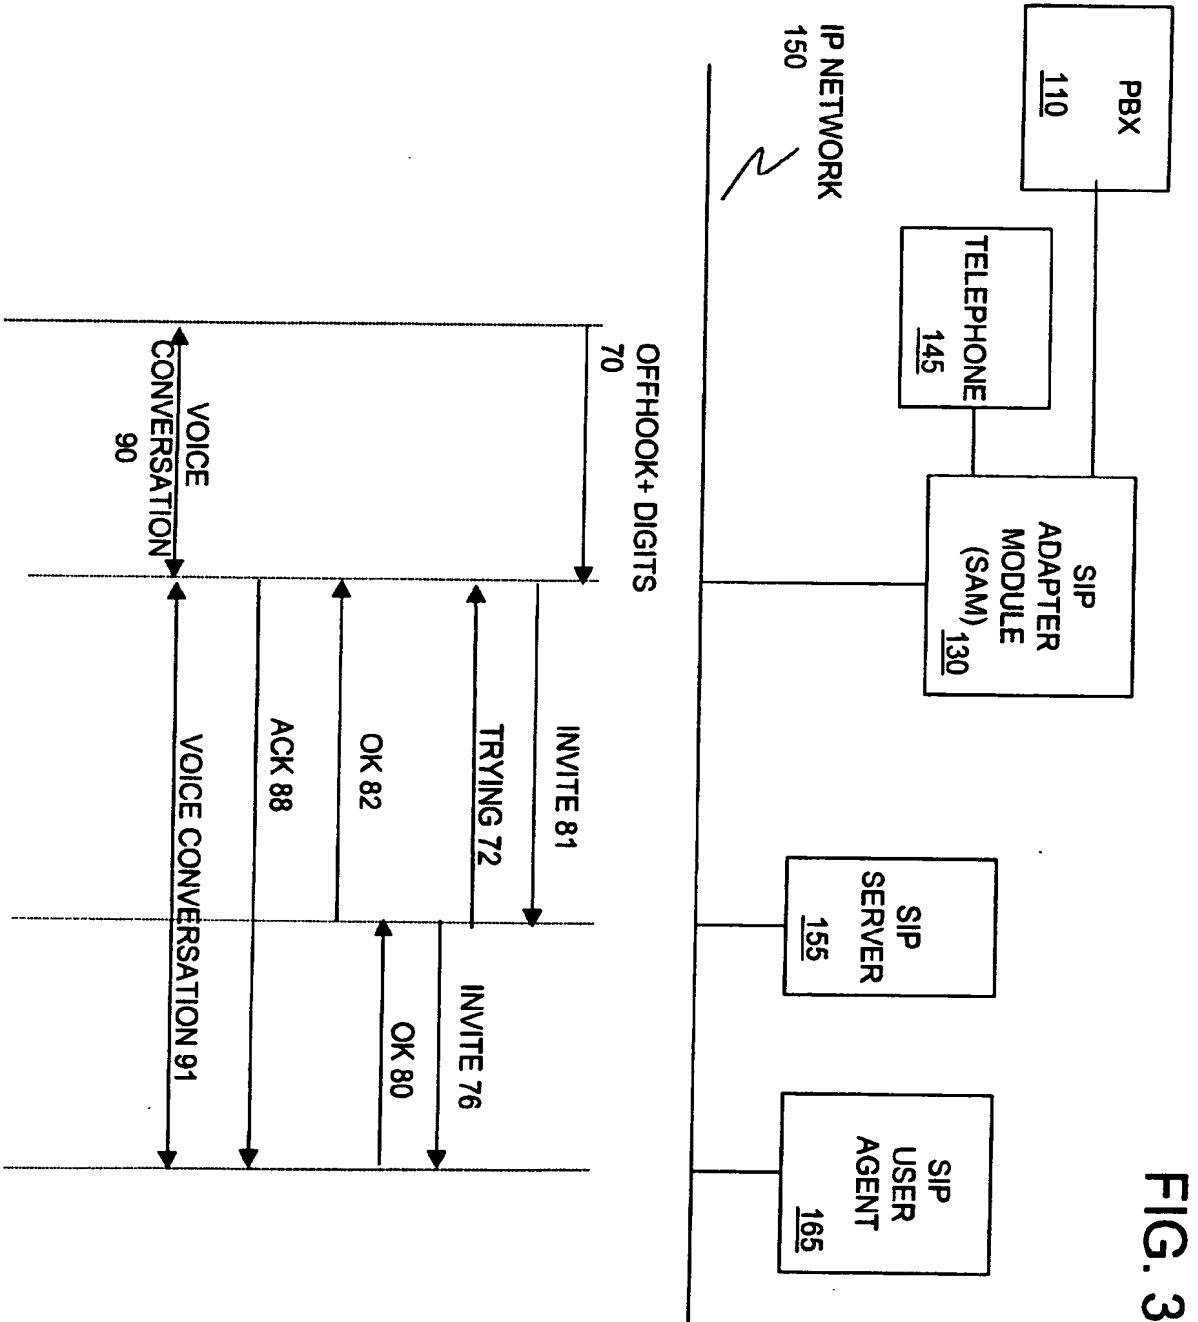 FIG. 3
PBX
110
TELEPHONE
145
SIP
ADAPTER
MODULE
(SAM)
130
SIP
SERVER
155
SIP
USER
AGENT
165
IP NETWORK
150
OFFHOOK+ DIGITS
70
INVITE 81
TRYING 72
INVITE 76
OK 80
OK 82
ACK 88
VOICE
CONVERSATION
90
VOICE CONVERSATION 91